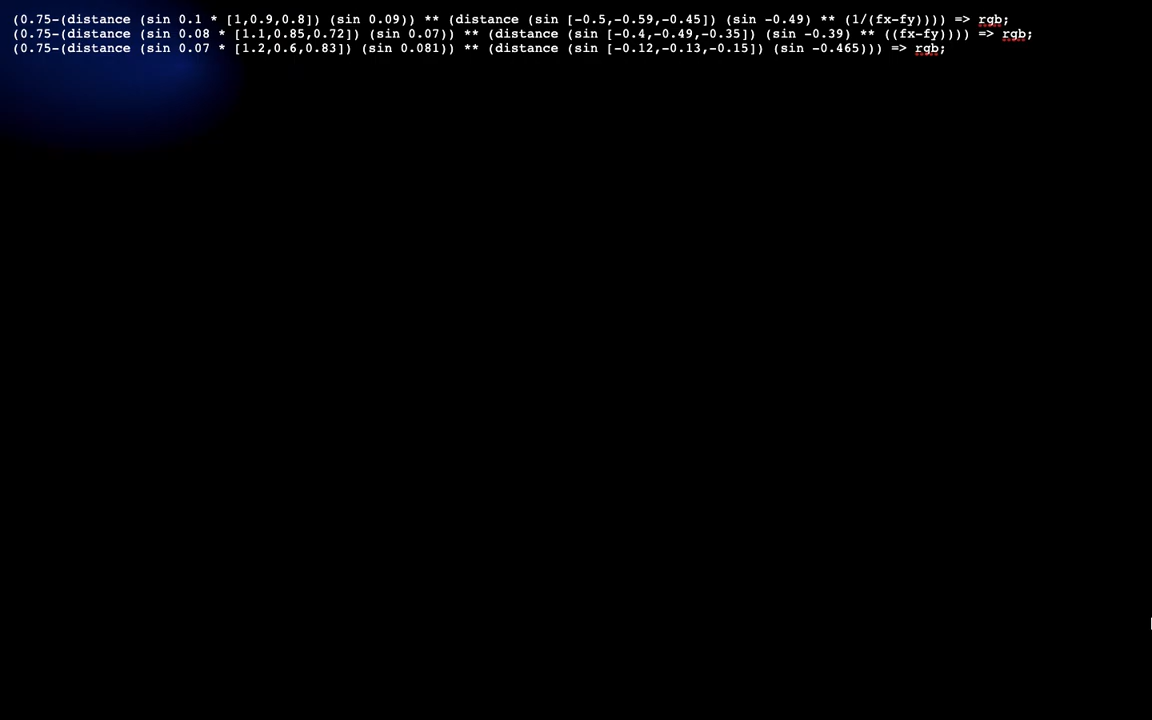 (0.75-(distance (sin 0.1 * [1,0.9,0.8]) (sin 0.09)) ** (distance (sin [-0.5,-0.59,-0.45]) (sin -0.49) ** (1/(fx-fy)))) => rgb;
(0.75-(distance (sin 0.08 * [1.1,0.85,0.72]) (sin 0.07)) ** (distance (sin [-0.4,-0.49,-0.35]) (sin -0.39) ** ((fx-fy)))) => rgb;
(0.75-(distance (sin 0.07 * [1.2,0.6,0.83]) (sin 0.081)) ** (distance (sin [-0.12,-0.13,-0.15]) (sin -0.465))) => rgb;